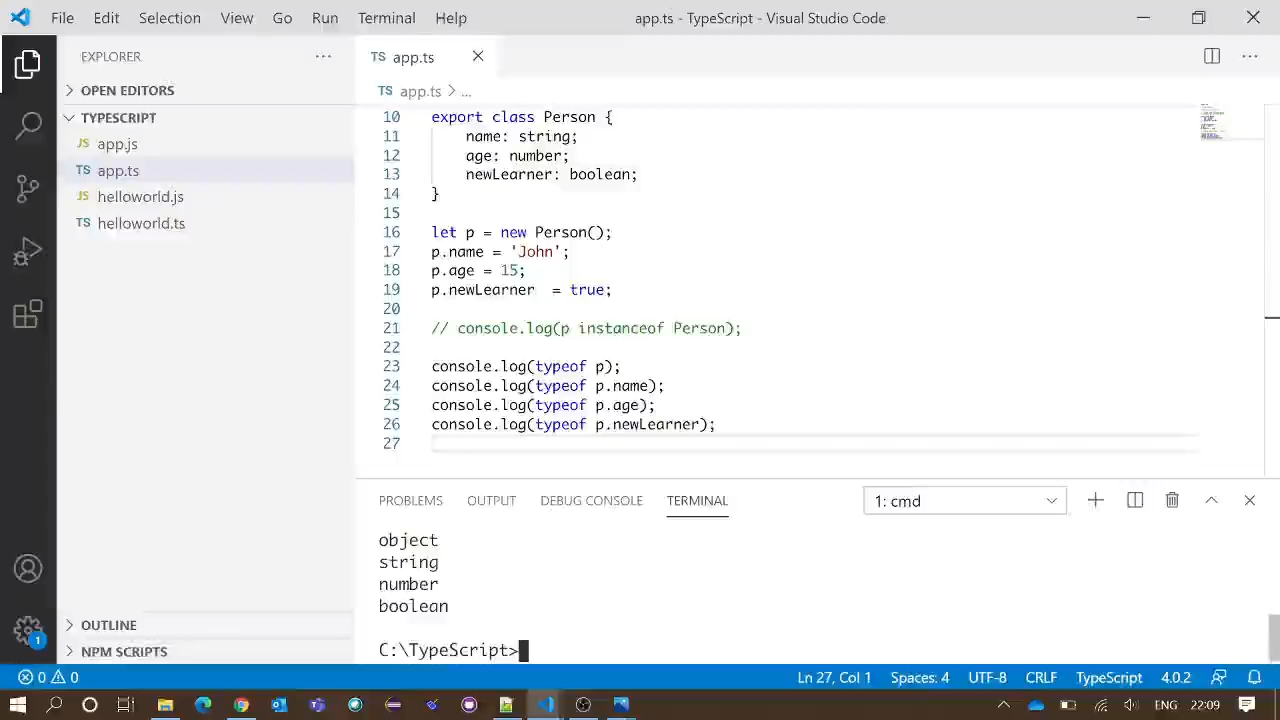 File Edit Selection View Go Run Terminal Help app.ts - TypeScript - Visual Studio Code
EXPLORER
OPEN EDITORS
TYPESCRIPT
JS app.js
TS app.ts
JS helloworld.js
TS helloworld.ts
OUTLINE
NPM SCRIPTS
TS app.ts
TS app.ts > ...
10 export class Person {
11 name: string;
12 age: number;
13 newLearner: boolean;
14 }
15
16 let p = new Person();
17 p.name = 'John';
18 p.age = 15;
19 p.newLearner  = true;
20
21 // console.log(p instanceof Person);
22
23 console.log(typeof p);
24 console.log(typeof p.name);
25 console.log(typeof p.age);
26 console.log(typeof p.newLearner);
27
PROBLEMS OUTPUT DEBUG CONSOLE TERMINAL 1: cmd
object
string
number
boolean
C:\TypeScript>
1
0 0 Ln 27, Col 1 Spaces: 4 UTF-8 CRLF TypeScript 4.0.2
ENG 22:09